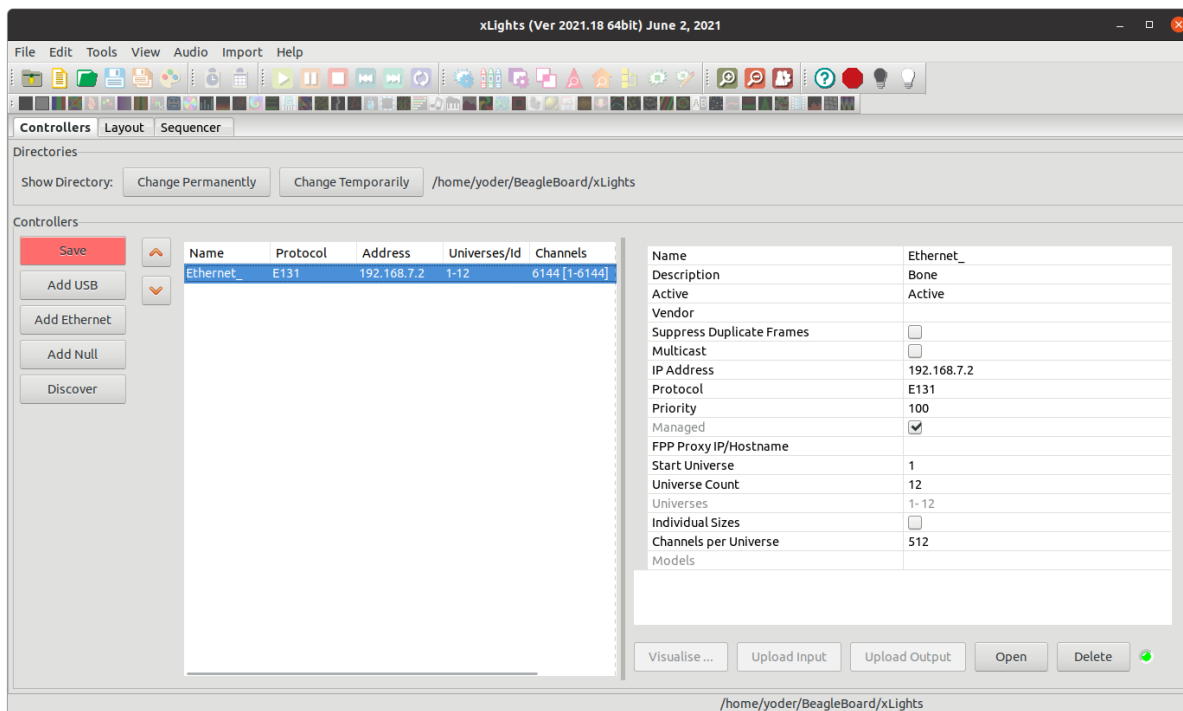 xLights (Ver 2021.18 64bit) June 2, 2021
File Edit Tools View Audio Import Help
Controllers Layout Sequencer
Directories
Show Directory: Change Permanently Change Temporarily /home/yoder/BeagleBoard/xLights
Controllers
Save
Add USB
Add Ethernet
Add Null
Discover
Name Protocol Address Universes/Id Channels
Ethernet_ E131 192.168.7.2 1-12 6144 [1-6144]
Name Ethernet_
Description Bone
Active Active
Vendor
Suppress Duplicate Frames
Multicast
IP Address 192.168.7.2
Protocol E131
Priority 100
Managed
FPP Proxy IP/Hostname
Start Universe 1
Universe Count 12
Universes 1-12
Individual Sizes
Channels per Universe 512
Models
Visualise ... Upload Input Upload Output Open Delete
/home/yoder/BeagleBoard/xLights